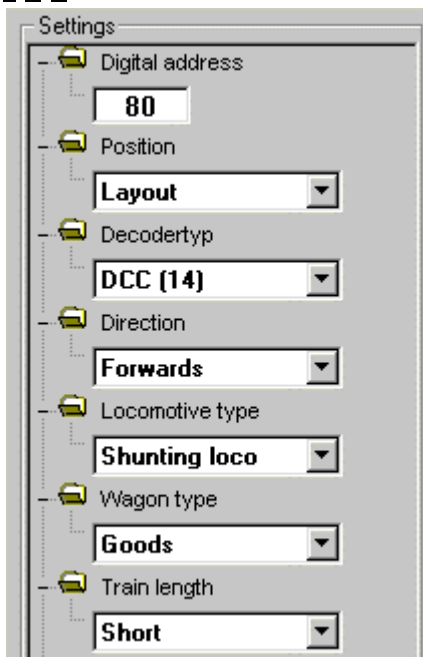 Settings
Digital address
80
Position
Layout
Decodertyp
DCC (14)
Direction
Forwards
Locomotive type
Shunting loco
Wagon type
Goods
Train length
Short